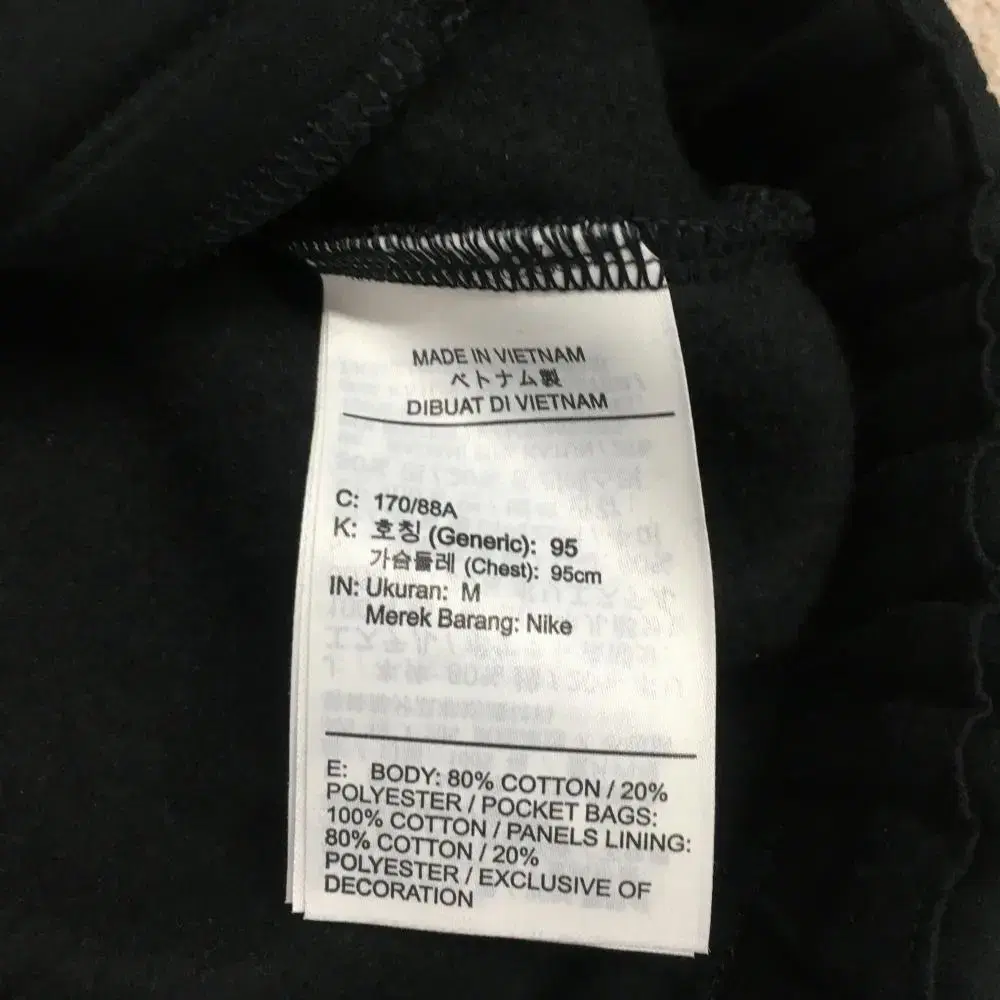 MADE IN VIETNAM
ベトナム製
DIBUAT DI VIETNAM
C: 170/88A
K: 호칭 (Generic): 95
가슴둘레 (Chest): 95cm
IN: Ukuran: M
Merek Barang: Nike
E: BODY: 80% COTTON / 20%
POLYESTER / POCKET BAGS:
100% COTTON / PANELS LINING:
80% COTTON / 20%
POLYESTER / EXCLUSIVE OF
DECORATION